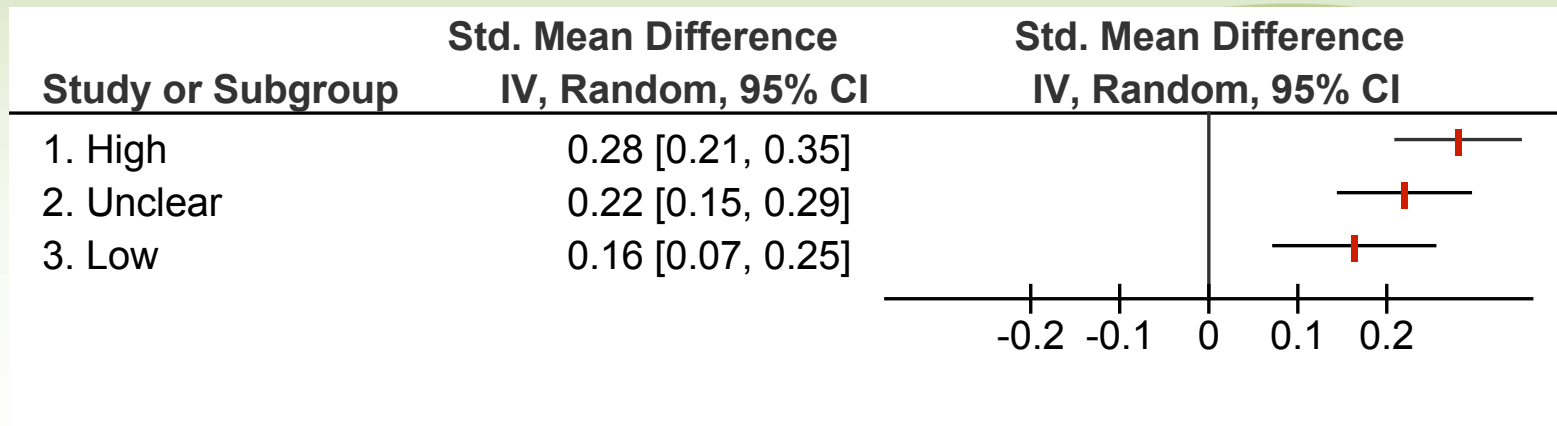 Std. Mean Difference Std. Mean Difference
Study or Subgroup IV, Random, 95% CI IV, Random, 95% CI
1. High 0.28 [0.21, 0.35]
2. Unclear 0.22 [0.15, 0.29]
3. Low 0.16 [0.07, 0.25]
-0.2 -0.1 0 0.1 0.2